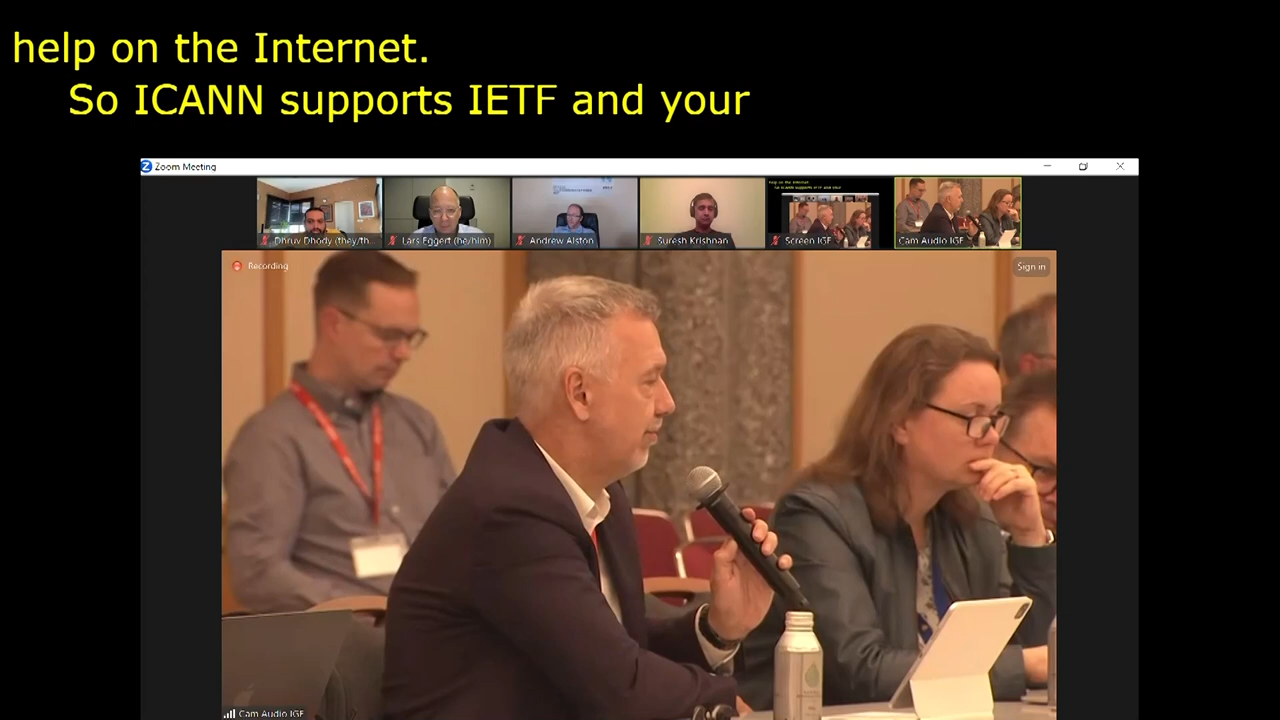 help on the Internet.
So ICANN supports IETF and your
Zoom Meeting
Dhruv Dhody (they/th...
Lars Eggert (he/him)
Andrew Alston
Suresh Krishnan
Screen IGF
Cam Audio IGF
Recording
Sign in
Cam Audio IGF